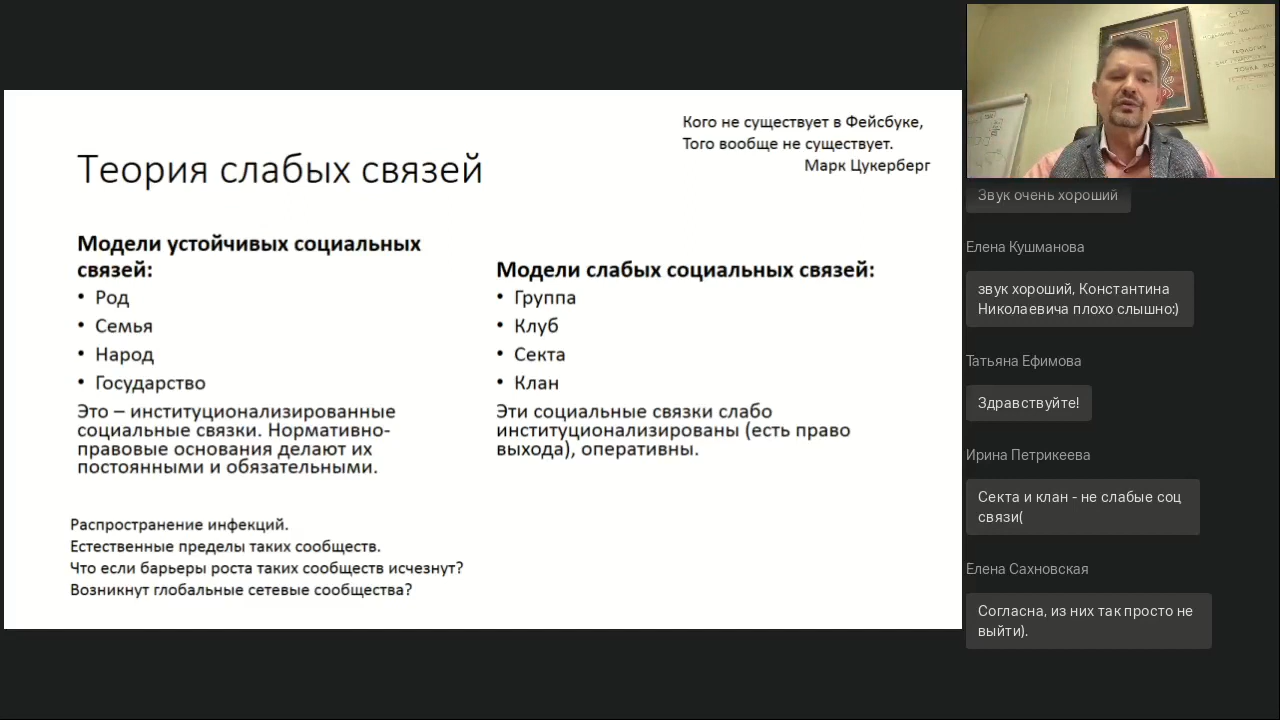 Кого не существует в Фейсбуке,
Того вообще не существует.
Марк Цукерберг
Теория слабых связей
Модели устойчивых социальных
связей:
• Род
• Семья
• Народ
• Государство
Это – институционализированные
социальные связки. Нормативно-
правовые основания делают их
постоянными и обязательными.
Модели слабых социальных связей:
• Группа
• Клуб
• Секта
• Клан
Эти социальные связки слабо
институционализированы (есть право
выхода), оперативны.
Распространение инфекций.
Естественные пределы таких сообществ.
Что если барьеры роста таких сообществ исчезнут?
Возникнут глобальные сетевые сообщества?
Звук очень хороший
Елена Кушманова
звук хороший, Константина
Николаевича плохо слышно:)
Татьяна Ефимова
Здравствуйте!
Ирина Петрикеева
Секта и клан - не слабые соц
связи(
Елена Сахновская
Согласна, из них так просто не
выйти).